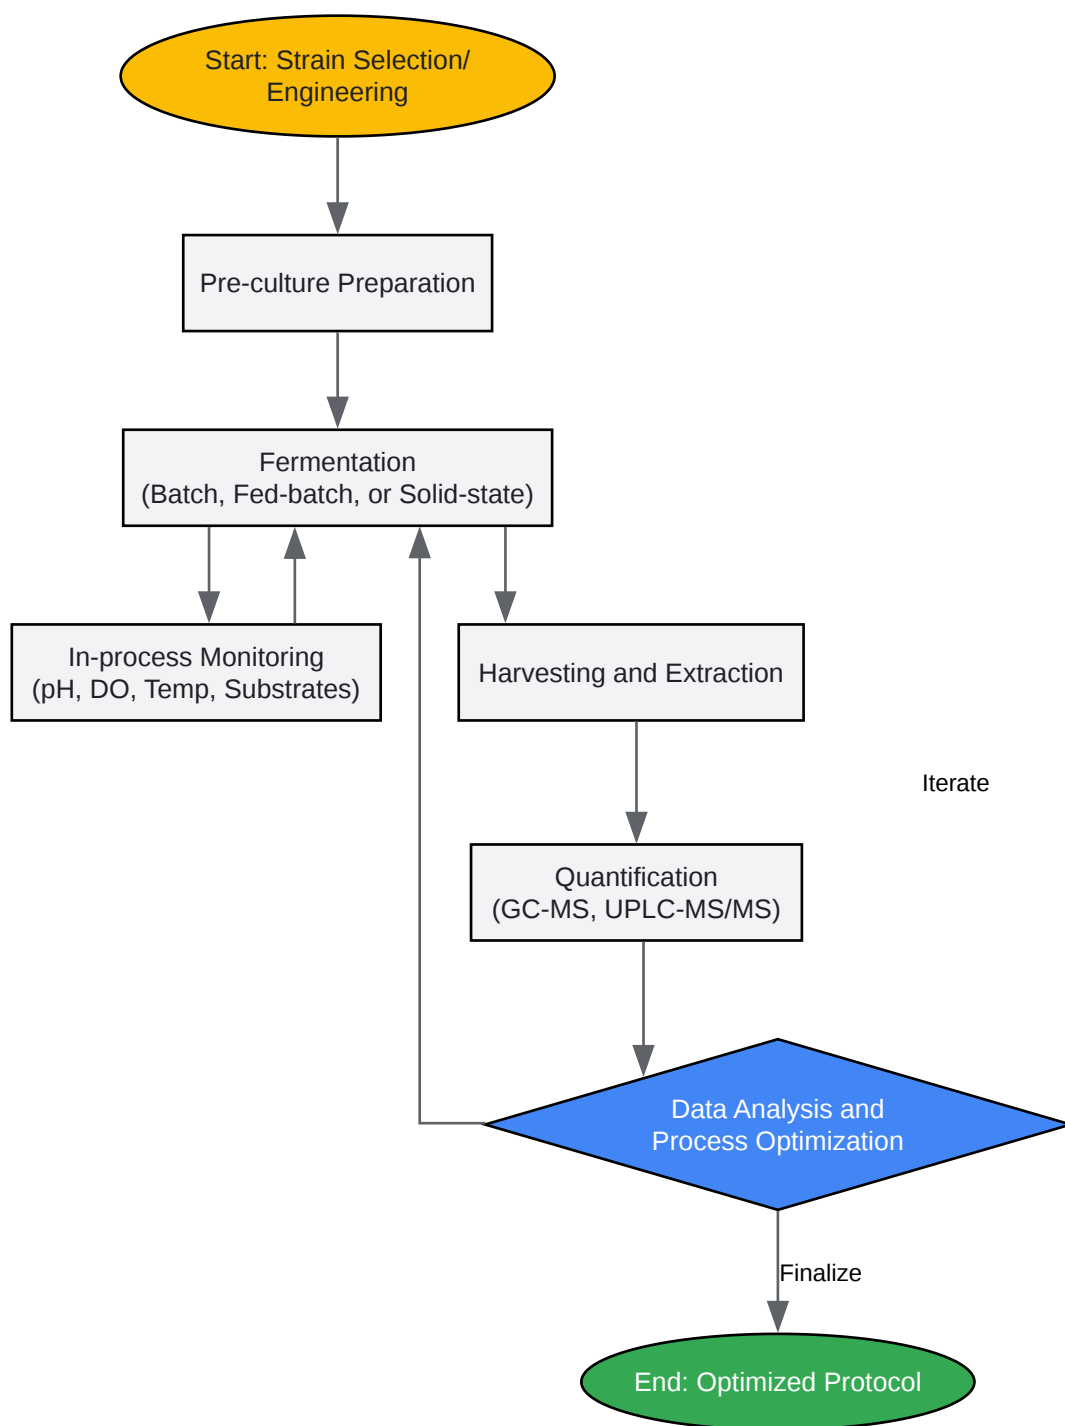 Start: Strain Selection/
Engineering
Pre-culture Preparation
Fermentation
(Batch, Fed-batch, or Solid-state)
In-process Monitoring
(pH, DO, Temp, Substrates)
Harvesting and Extraction
Iterate
Quantification
(GC-MS, UPLC-MS/MS)
Data Analysis and
Process Optimization
Finalize
End: Optimized Protocol